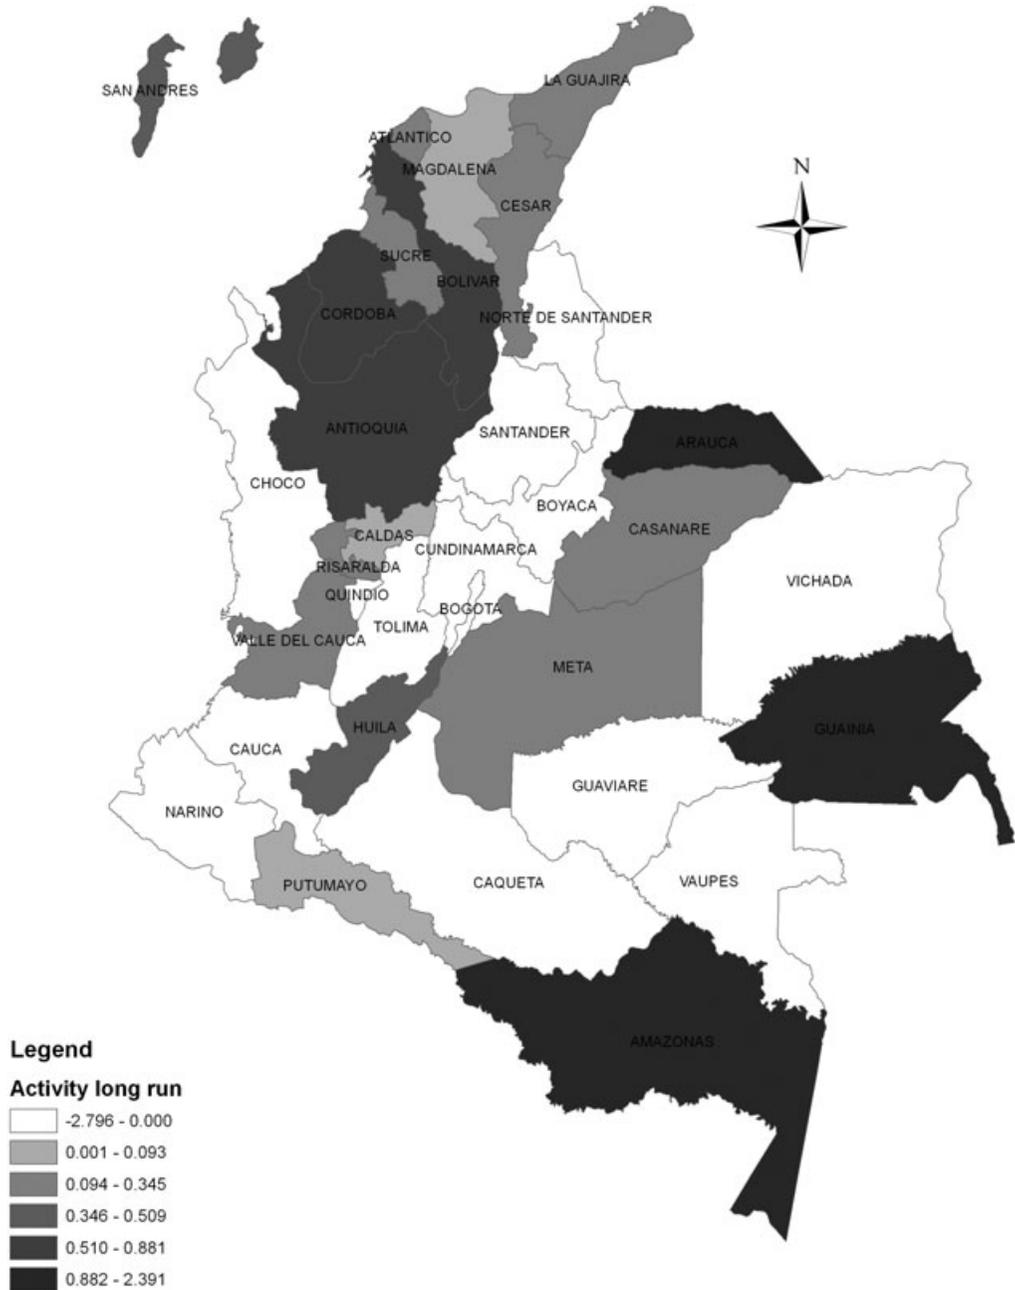 SAN ANDRES
LA GUAJIRA
ATLANTICO
N
MAGDALENA
CESAR
SUCRE
BOLIVAR
CORDOBA
NORTE DE SANTANDER
ANTIOQUIA
SANTANDER
ARAUCA
CHOCO
BOYACA
CASANARE
CALDAS
CUNDINAMARCA
RISARALDA
VICHADA
QUINDIO
BOGOTA
TOLIMA
VALLE DEL CAUCA
META
HUILA
GUAINIA
CAUCA
GUAVIARE
NARINO
PUTUMAYO
CAQUETA
VAUPES
AMAZONAS
Legend
Activity long run
-2.796 - 0.000
0.001 - 0.093
0.094 - 0.345
0.346 - 0.509
0.510 - 0.881
0.882 - 2.391